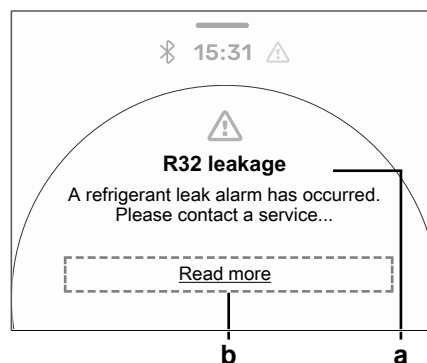 15:31
R32 leakage
A refrigerant leak alarm has occurred.
Please contact a service...
Read more
b a